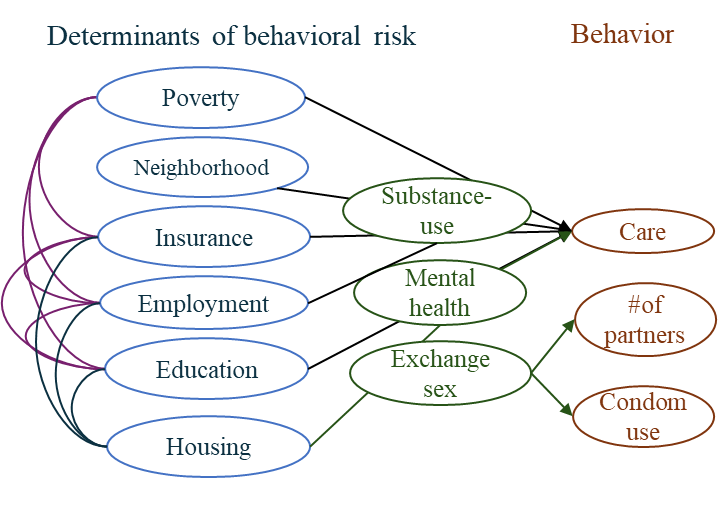 Determinants of behavioral risk
Behavior
Poverty
Neighborhood
Insurance
Employment
Education
Housing
Substance-
use
Mental
health
Exchange
sex
Care
#of
partners
Condom
use